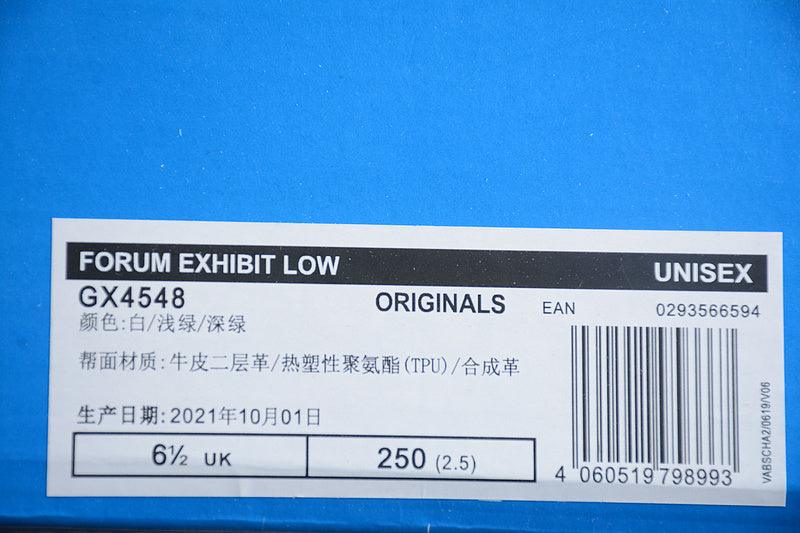 FORUM EXHIBIT LOW UNISEX
GX4548 ORIGINALS EAN 0293566594
颜色:白/浅绿/深绿
帮面材质:牛皮二层革/热塑性聚氨酯(TPU)/合成革
生产日期:2021年10月01日
6½ UK 250 (2.5)
4 060519 798993
VABSCHA2/0619/V06